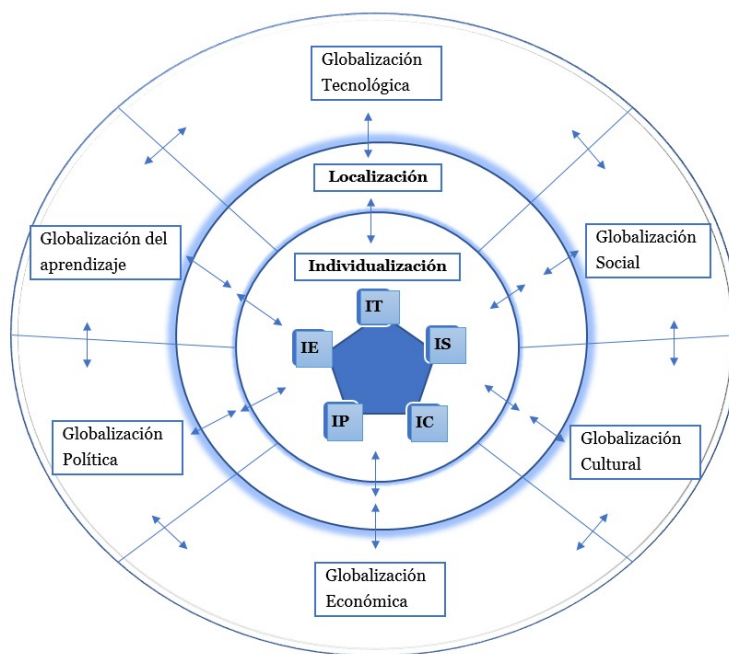 Globalización
Tecnológica
Localización
Globalización del
aprendizaje
Globalización
Social
Individualización
IT
IE
IS
IP
IC
Globalización
Política
Globalización
Cultural
Globalización
Económica